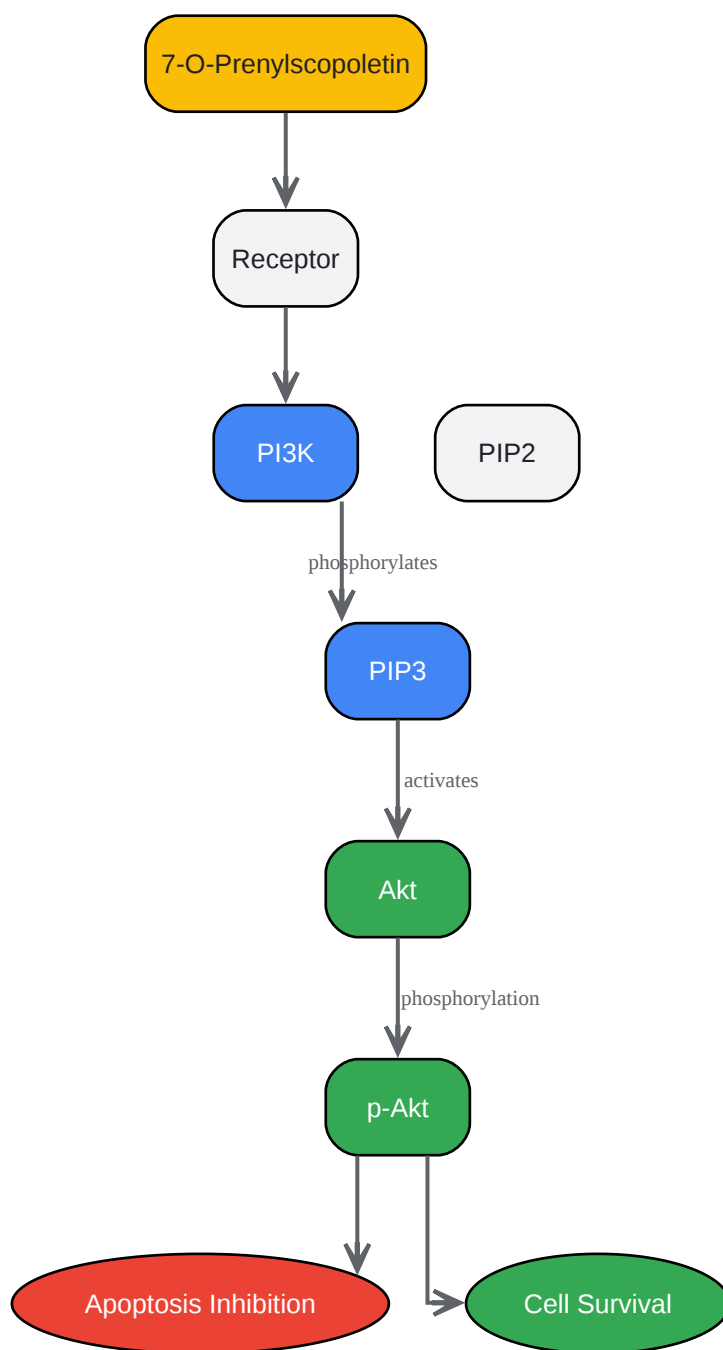 7-O-Prenylscopoletin
Receptor
PI3K
PIP2
phosphorylates
PIP3
activates
Akt
phosphorylation
p-Akt
Apoptosis Inhibition
Cell Survival